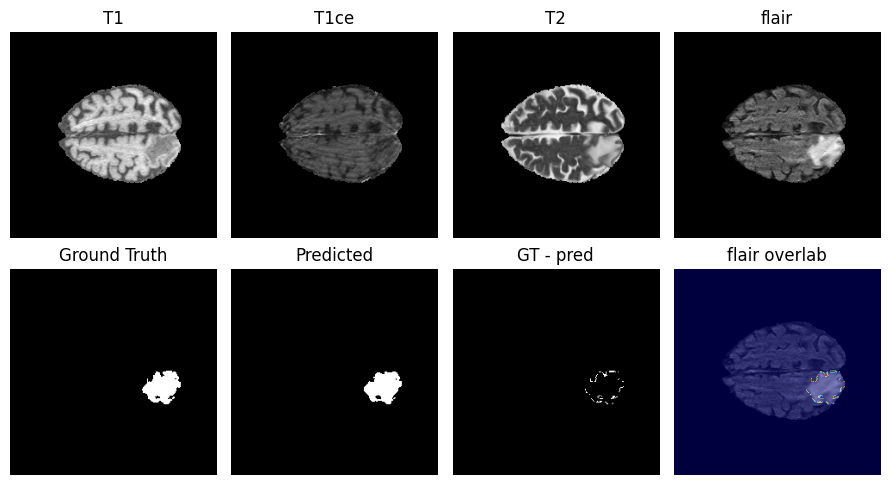 T1
T1ce
T2
flair
Ground Truth
Predicted
GT - pred
flair overlab